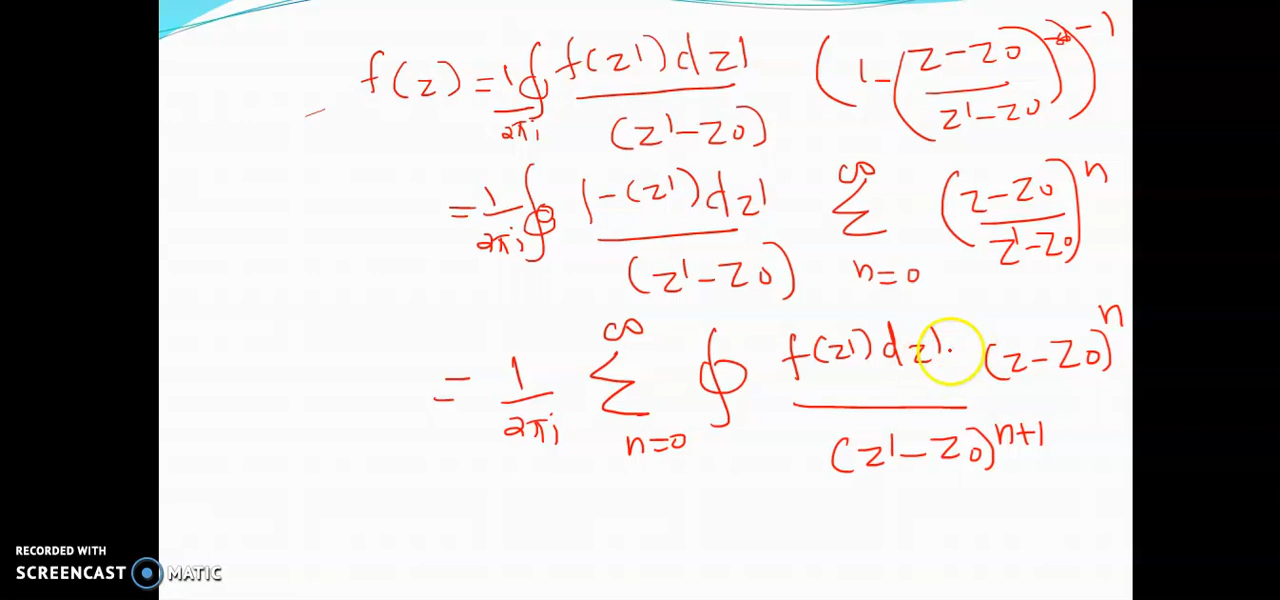 f(z) = 1/2πi ∮ f(z')dz'/(z'-z0) (1-((z-z0)/(z'-z0)))^-1
= 1/2πi ∮ f(z')dz'/(z'-z0) ∑_{n=0}^{∞} ((z-z0)/(z'-z0))^n
= 1/2πi ∑_{n=0}^{∞} ∮ f(z')dz'·(z-z0)^n/(z'-z0)^{n+1}
RECORDED WITH
SCREENCAST MATIC